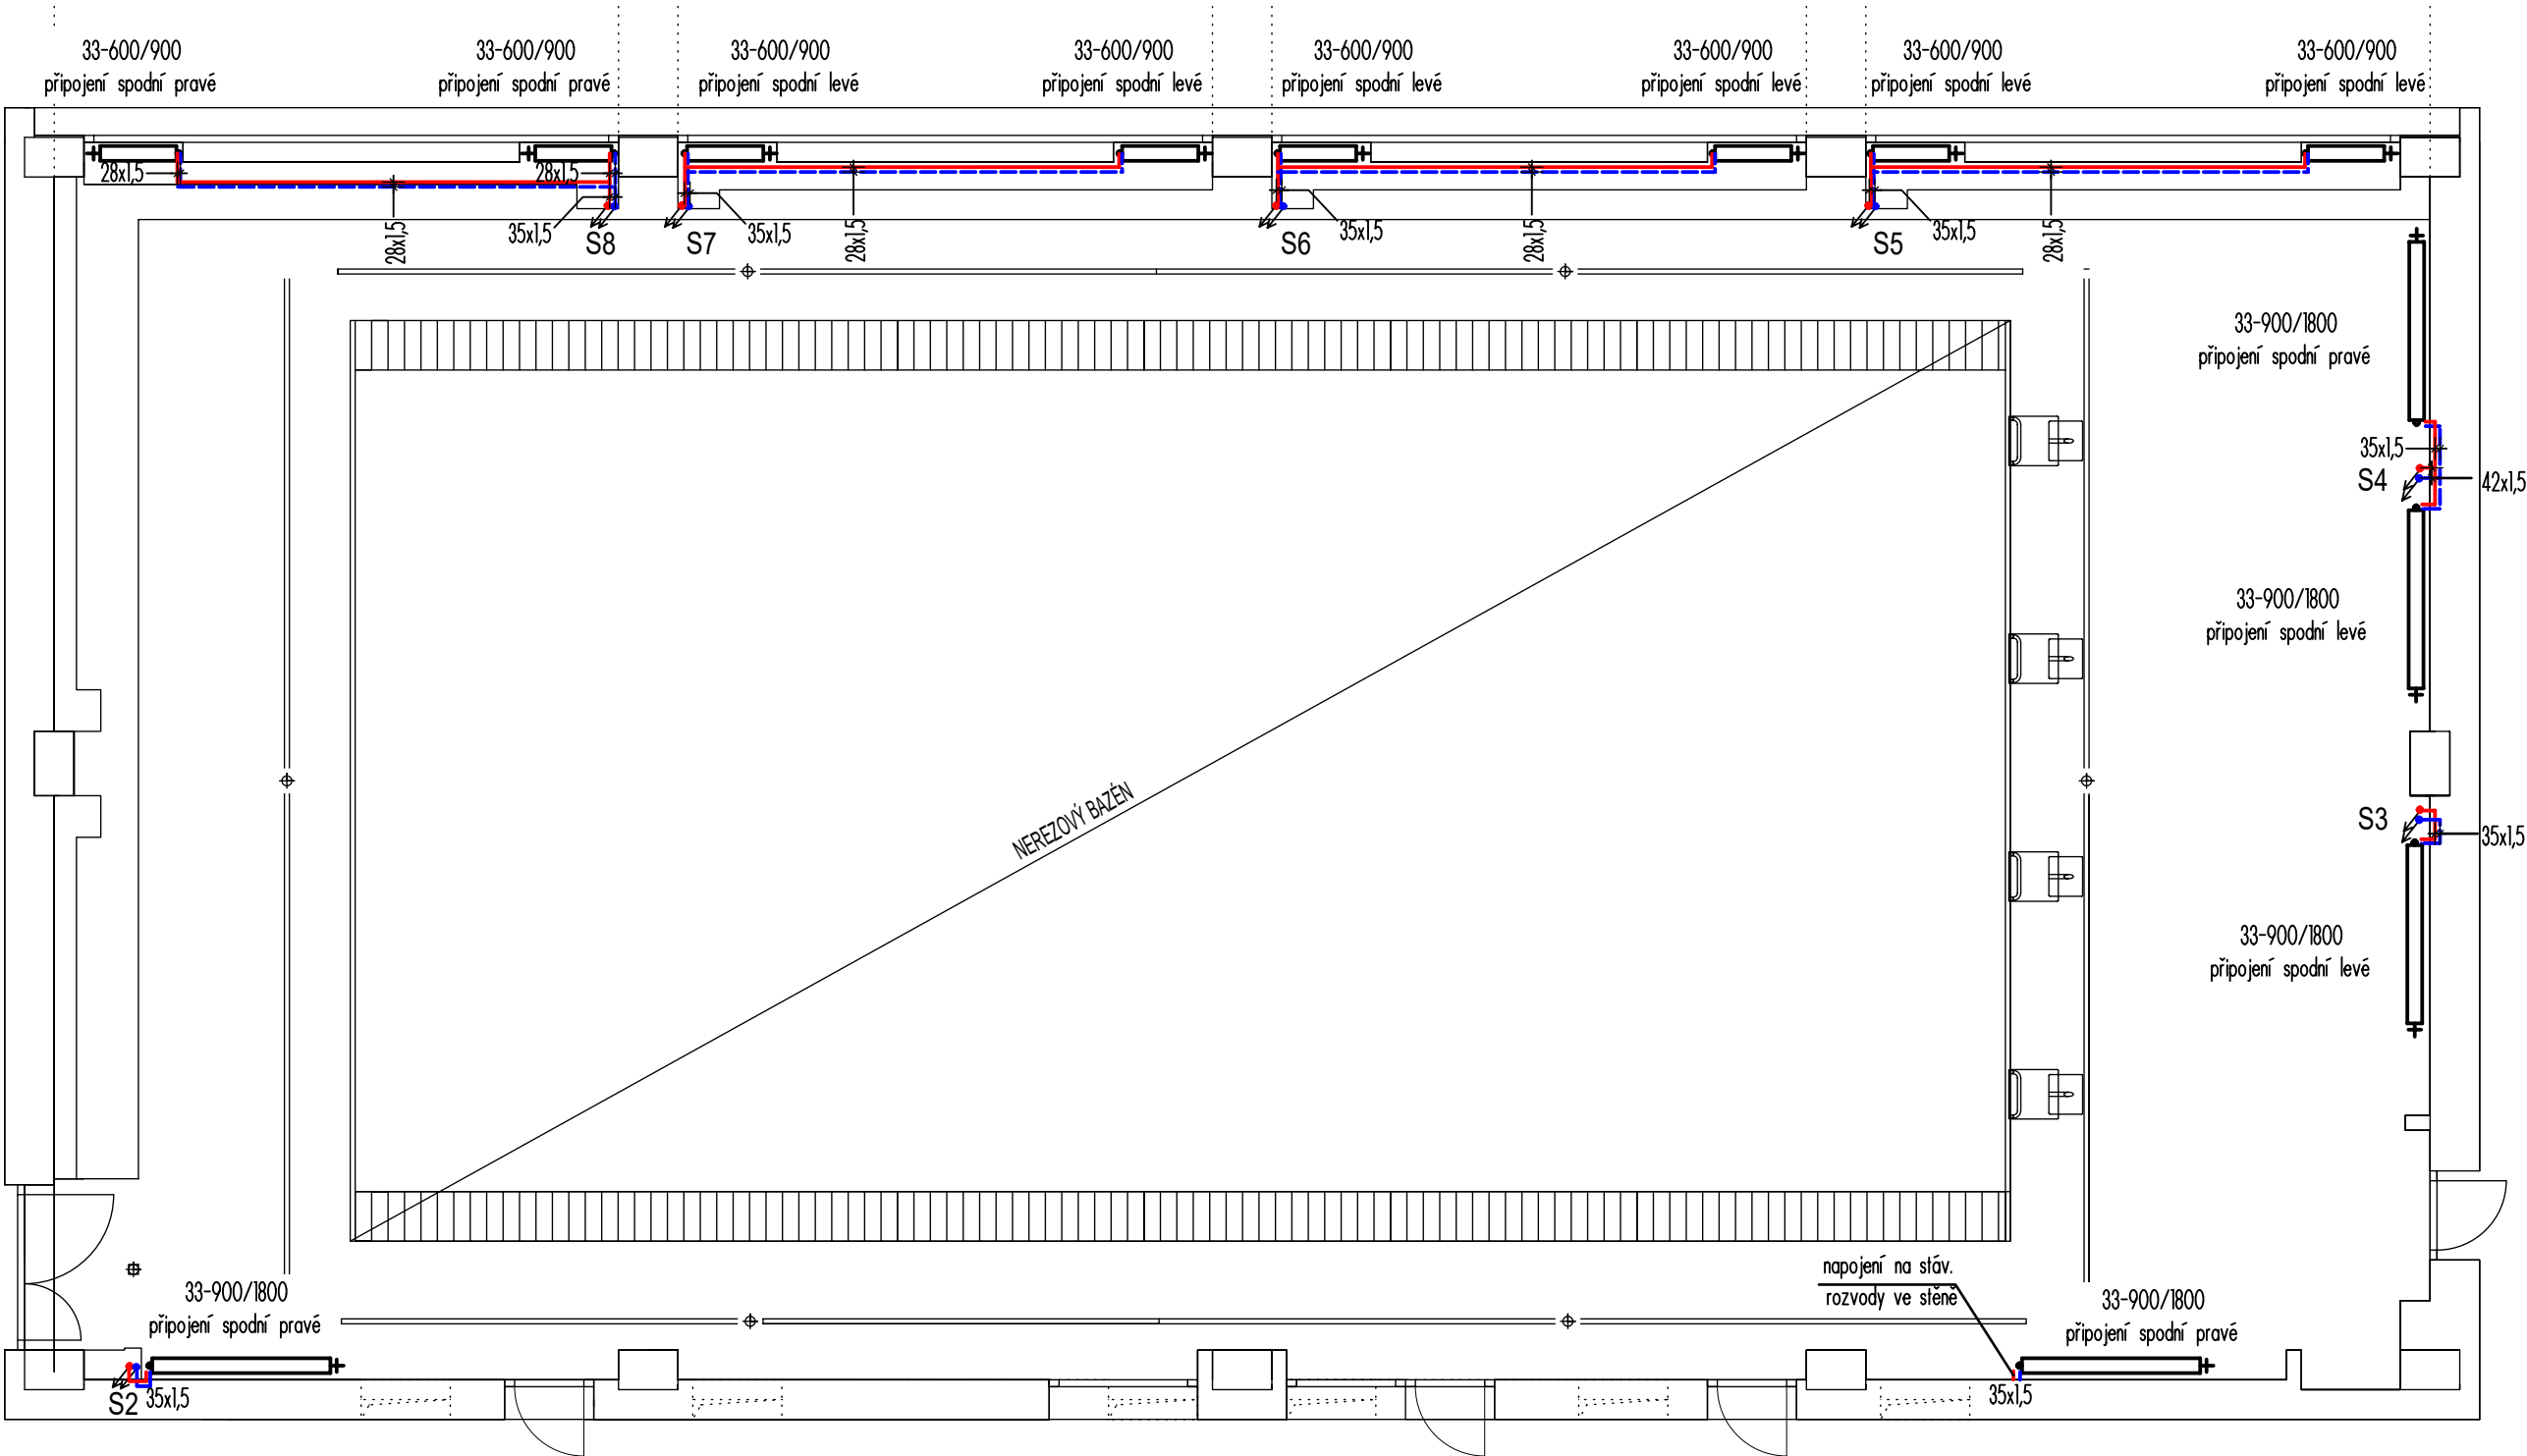 33-600/900
připojení spodní pravé
33-600/900
připojení spodní pravé
33-600/900
připojení spodní levé
33-600/900
připojení spodní levé
33-600/900
připojení spodní levé
33-600/900
připojení spodní levé
33-600/900
připojení spodní levé
33-600/900
připojení spodní levé
28x1,5
28x1,5
28x1,5
35x1,5
S8
S7
35x1,5
28x1,5
S6
35x1,5
28x1,5
S5
35x1,5
28x1,5
33-900/1800
připojení spodní pravé
35x1,5
S4
42x1,5
33-900/1800
připojení spodní levé
NEREZOVÝ BAZÉN
S3
35x1,5
33-900/1800
připojení spodní levé
33-900/1800
připojení spodní pravé
S2
35x1,5
napojení na stáv.
rozvody ve stěně
33-900/1800
připojení spodní pravé
35x1,5